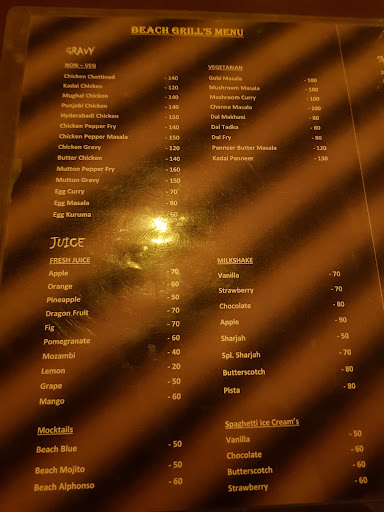 BEACH GRILL'S MENU
GRAVY
NON – VEG
Chicken Chettinad - 140
Kadai Chicken - 120
Mughal Chicken - 140
Punjabi Chicken - 140
Hyderabadi Chicken - 130
Chicken Pepper Fry - 140
Chicken Pepper Masala - 130
Chicken Gravy - 120
Butter Chicken - 140
Mutton Pepper Fry - 160
Mutton Gravy - 150
Egg Curry - 70
Egg Masala - 80
Egg Kuruma - 60
VEGETARIAN
Gobi Masala - 100
Mushroom Masala - 100
Mushroom Curry - 100
Channa Masala - 80
Dal Makhani - 80
Dal Tadka - 80
Dal Fry - 80
Panneer Butter Masala - 120
Kadai Panneer - 130
JUICE
FRESH JUICE
Apple - 70
Orange - 60
Pineapple - 60
Dragon Fruit - 70
Fig - 70
Pomegranate - 60
Mozambi - 40
Lemon - 20
Grape - 50
Mango - 60
MILKSHAKE
Vanilla - 70
Strawberry - 70
Chocolate - 80
Apple - 90
Sharjah - 50
Spl. Sharjah - 70
Butterscotch - 80
Pista - 80
Mocktails
Beach Blue - 50
Beach Mojito - 50
Beach Alphonso - 60
Spaghetti Ice Cream's
Vanilla - 50
Chocolate - 60
Butterscotch - 60
Strawberry - 60